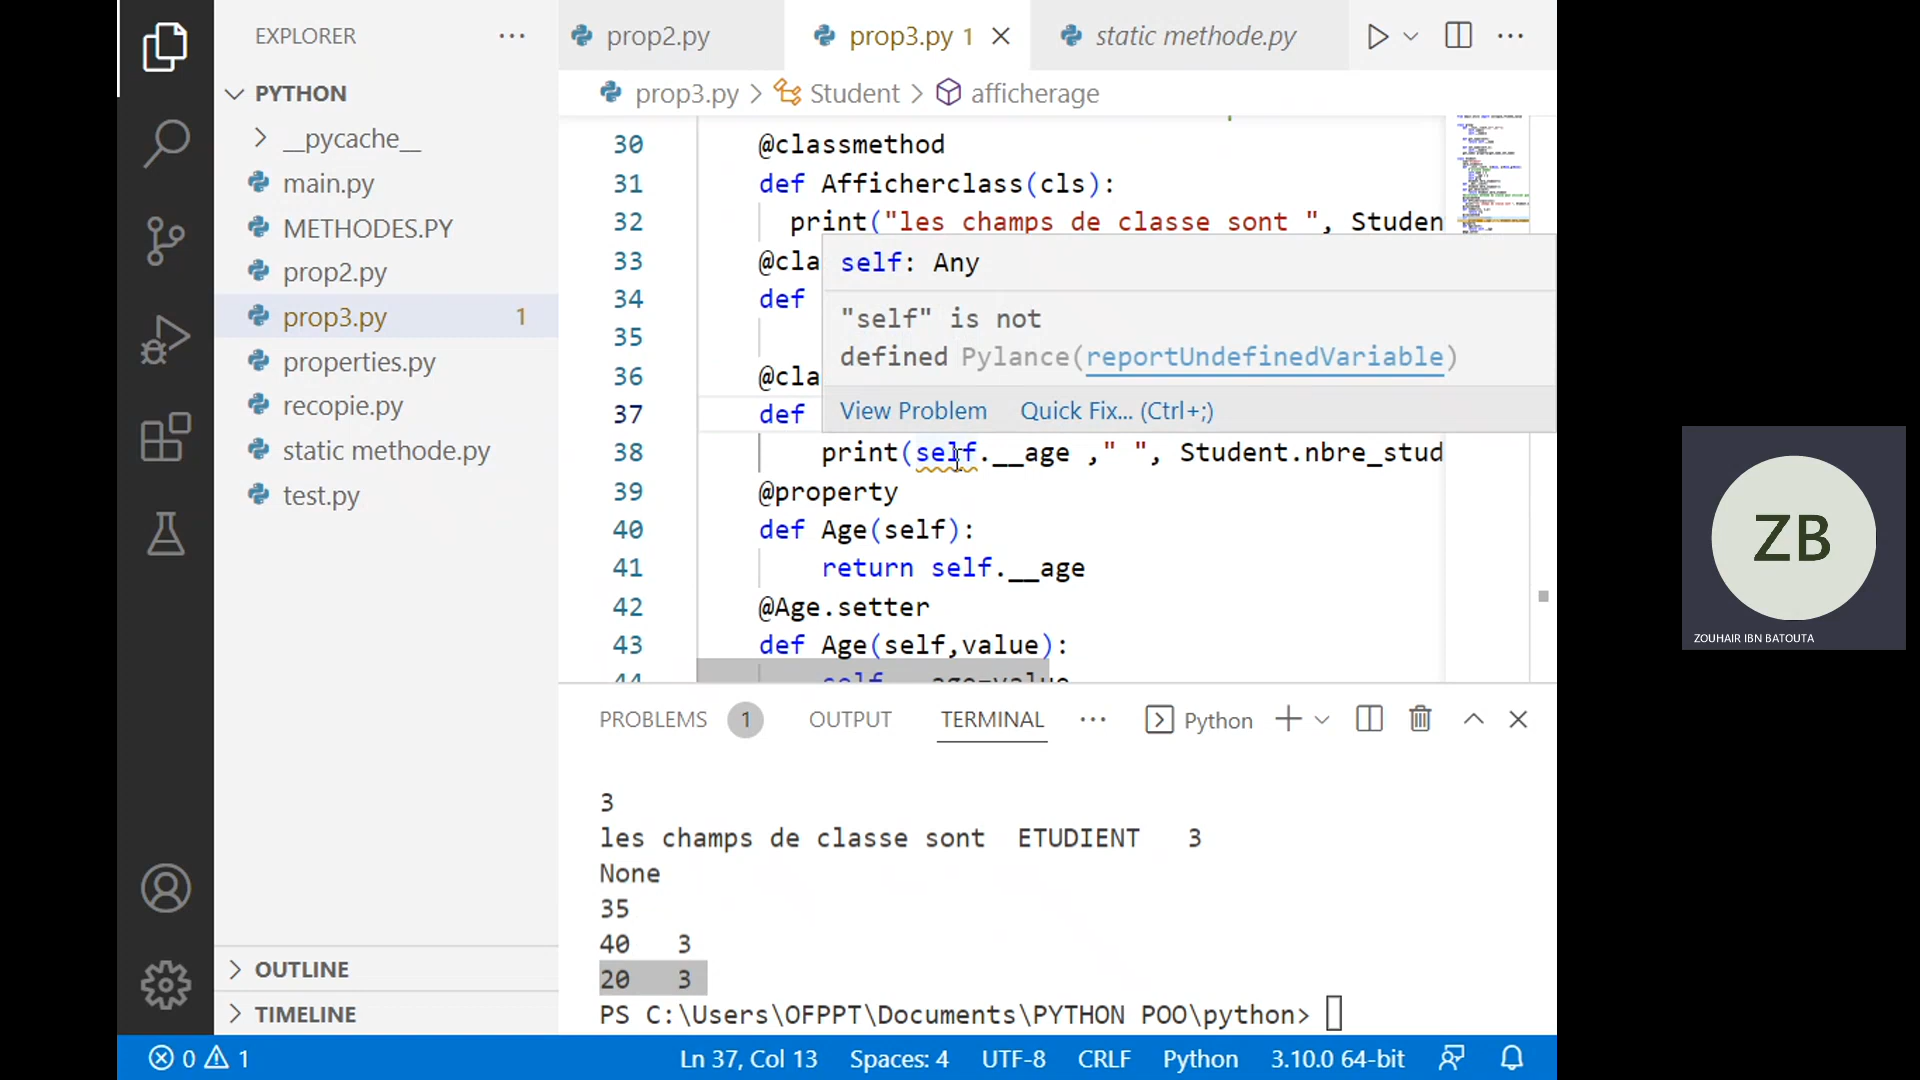 EXPLORER ...
PYTHON
__pycache__
main.py
METHODES.PY
prop2.py
prop3.py 1
properties.py
recopie.py
static methode.py
test.py
OUTLINE
TIMELINE
prop2.py prop3.py 1 static methode.py
prop3.py > Student > afficherage
30 @classmethod
31 def Afficherclass(cls):
32 print("les champs de classe sont ", Studen
33 @cla
34 def
35
36 @cla
37 def
self: Any
"self" is not
defined Pylance(reportUndefinedVariable)
View Problem Quick Fix... (Ctrl+;)
38 print(self.__age ," ", Student.nbre_stud
39 @property
40 def Age(self):
41 return self.__age
42 @Age.setter
43 def Age(self,value):
44 self.__age=value
PROBLEMS 1 OUTPUT TERMINAL ... Python
3
les champs de classe sont  ETUDIENT   3
None
35
40   3
20   3
PS C:\Users\OFPPT\Documents\PYTHON POO\python>
0 1 Ln 37, Col 13 Spaces: 4 UTF-8 CRLF Python 3.10.0 64-bit
ZB
ZOUHAIR IBN BATOUTA